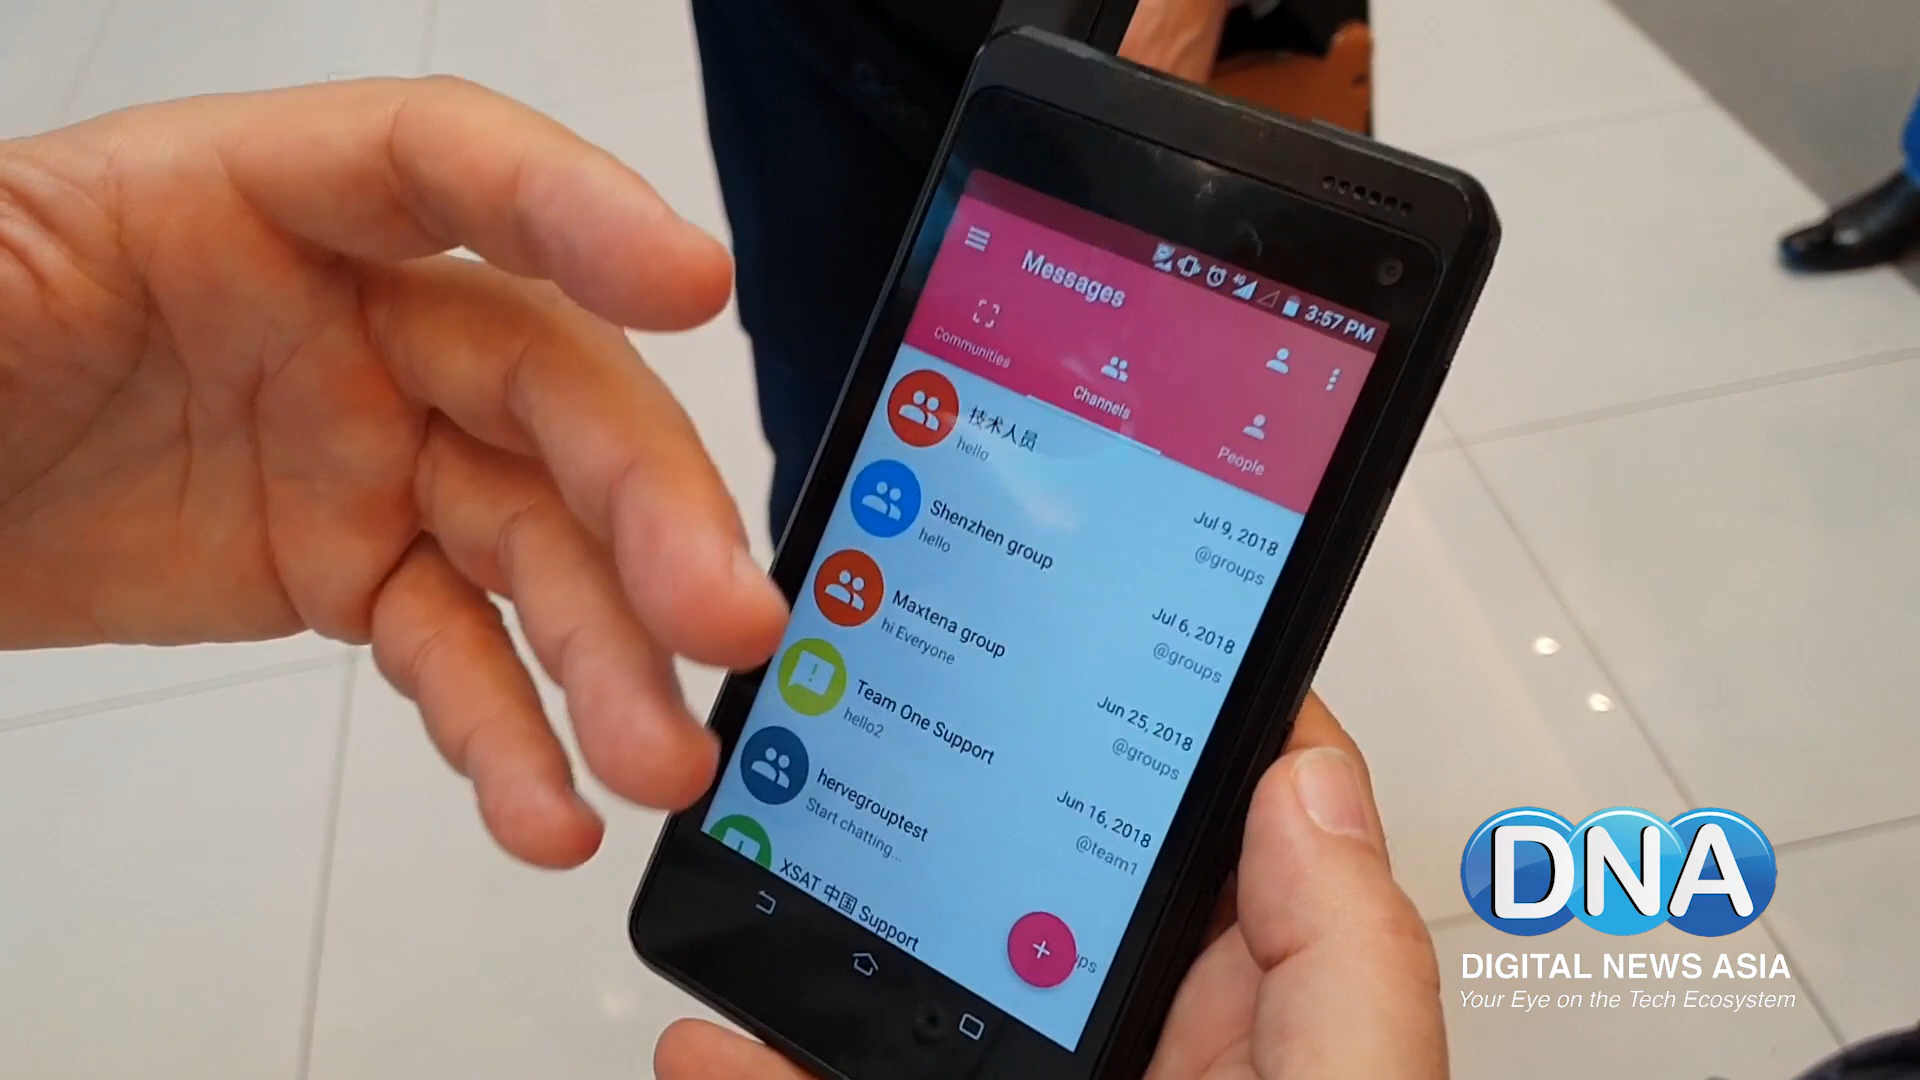 4G 3:57 PM
Messages
Communities
Channels
People
技术人员
hello
Jul 9, 2018
@groups
Shenzhen group
hello
Jul 6, 2018
@groups
Maxtena group
hi Everyone
Jun 25, 2018
@groups
Team One Support
hello2
Jun 16, 2018
@team1
hervegrouptest
Start chatting...
XSAT 中国 Support
+
DNA
DIGITAL NEWS ASIA
Your Eye on the Tech Ecosystem